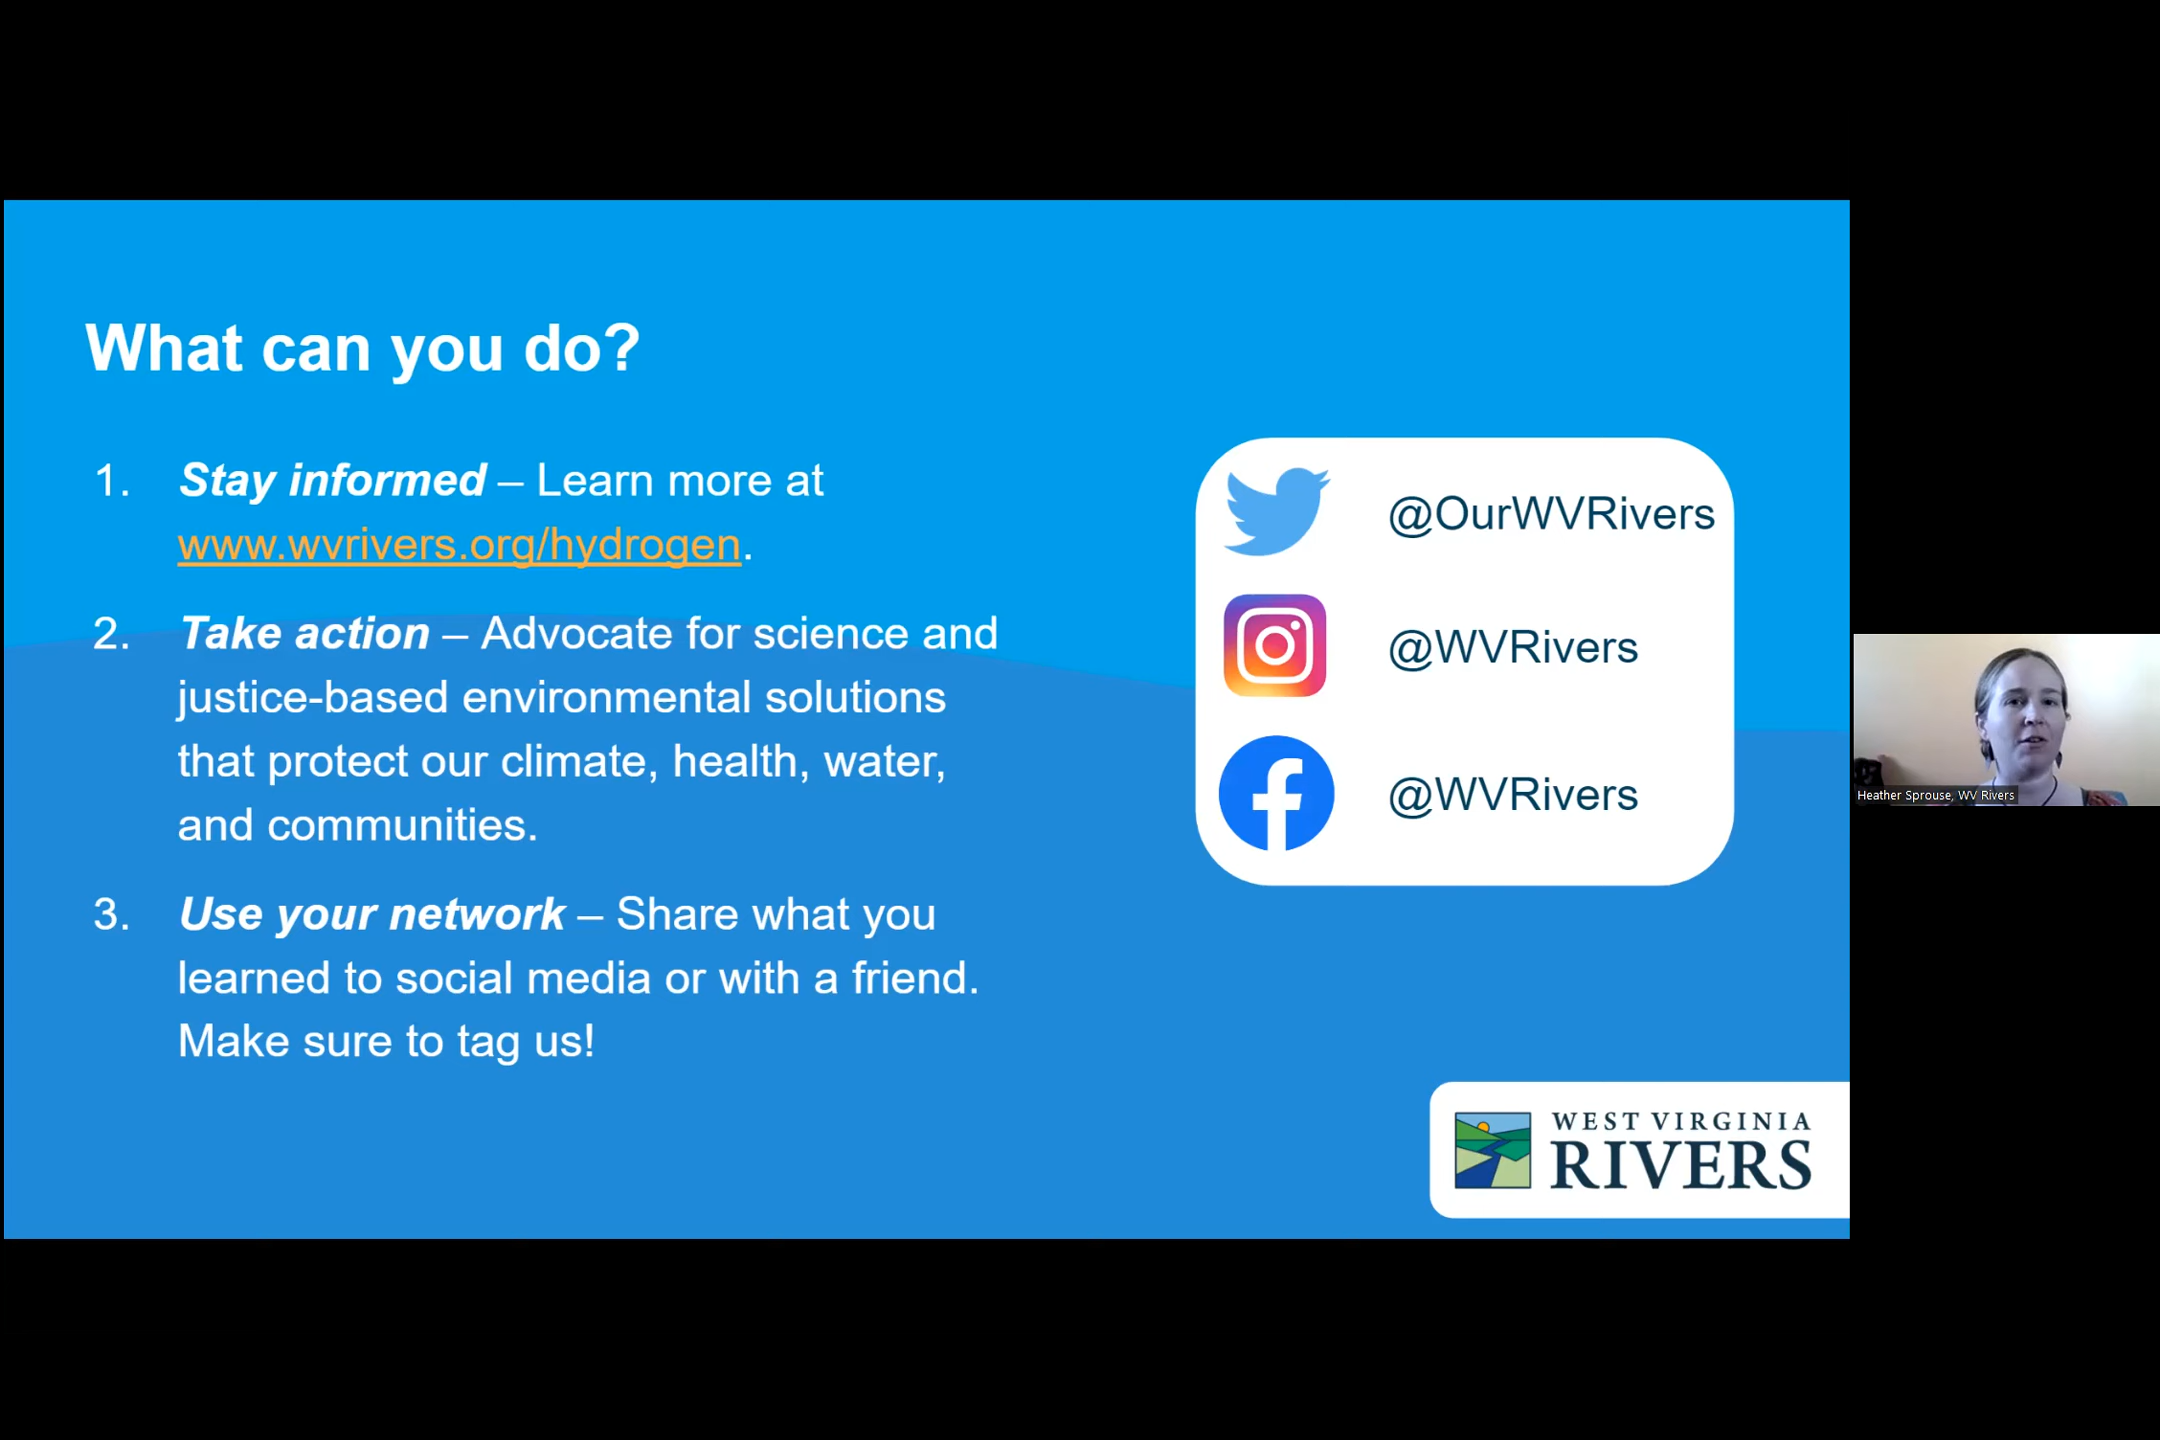 What can you do?
1. Stay informed – Learn more at
www.wvrivers.org/hydrogen.
2. Take action – Advocate for science and
justice-based environmental solutions
that protect our climate, health, water,
and communities.
3. Use your network – Share what you
learned to social media or with a friend.
Make sure to tag us!
@OurWVRivers
@WVRivers
@WVRivers
WEST VIRGINIA
RIVERS
Heather Sprouse, WV Rivers